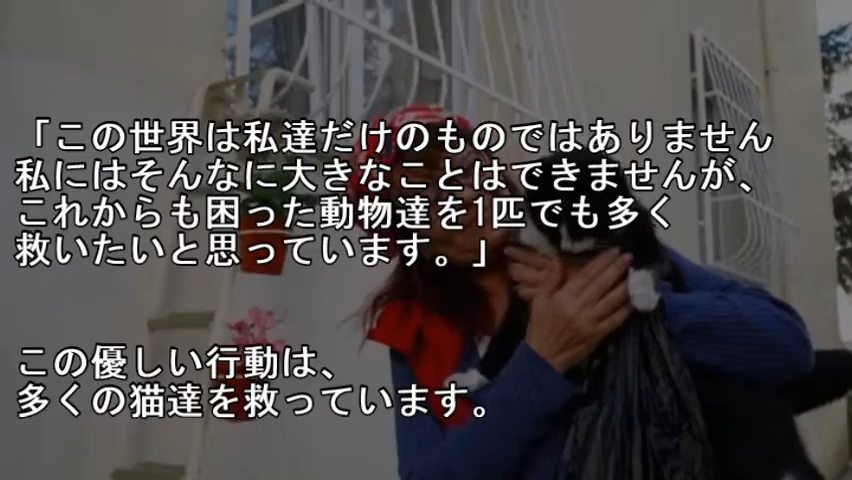 「この世界は私達だけのものではありません
私にはそんなに大きなことはできませんが、
これからも困った動物達を1匹でも多く
救いたいと思っています。」
この優しい行動は、
多くの猫達を救っています。